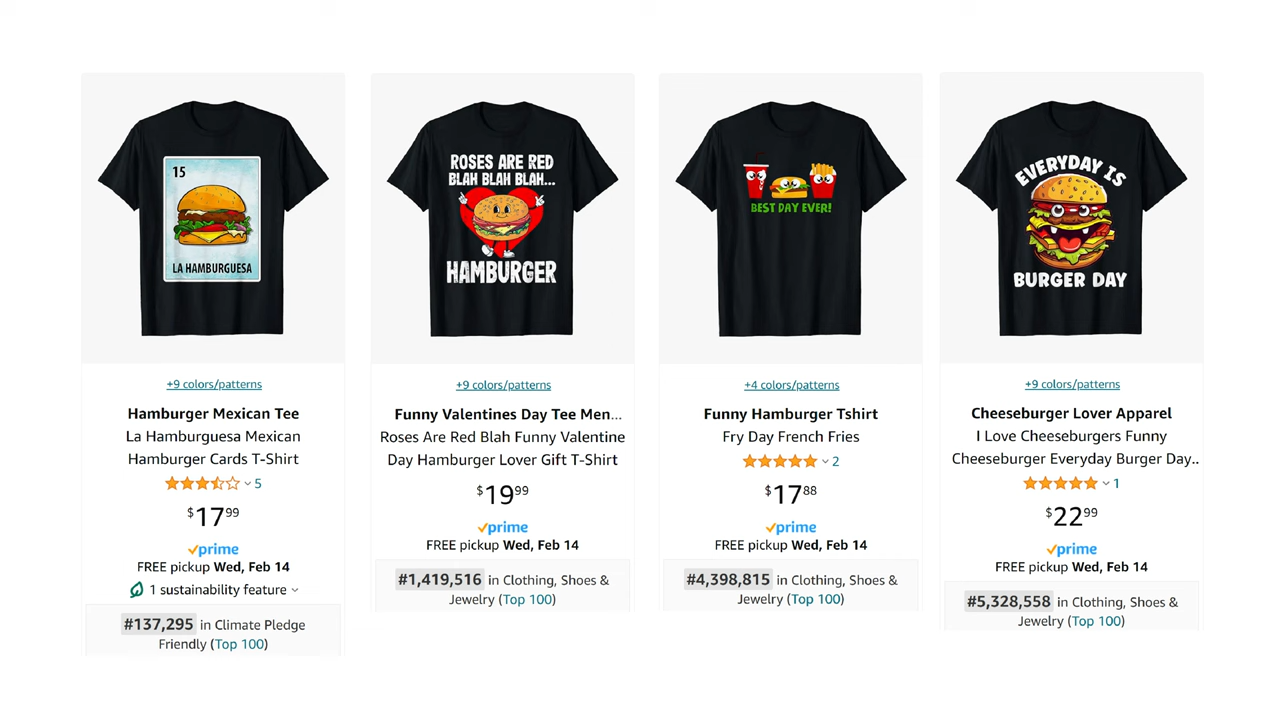 15
LA HAMBURGUESA
+9 colors/patterns
Hamburger Mexican Tee
La Hamburguesa Mexican
Hamburger Cards T-Shirt
5
$17.99
prime
FREE pickup Wed, Feb 14
1 sustainability feature
#137,295 in Climate Pledge
Friendly (Top 100)
ROSES ARE RED
BLAH BLAH BLAH...
HAMBURGER
+9 colors/patterns
Funny Valentines Day Tee Men...
Roses Are Red Blah Funny Valentine
Day Hamburger Lover Gift T-Shirt
$19.99
prime
FREE pickup Wed, Feb 14
#1,419,516 in Clothing, Shoes &
Jewelry (Top 100)
BEST DAY EVER!
+4 colors/patterns
Funny Hamburger Tshirt
Fry Day French Fries
2
$17.88
prime
FREE pickup Wed, Feb 14
#4,398,815 in Clothing, Shoes &
Jewelry (Top 100)
EVERYDAY IS
BURGER DAY
+9 colors/patterns
Cheeseburger Lover Apparel
I Love Cheeseburgers Funny
Cheeseburger Everyday Burger Day..
1
$22.99
prime
FREE pickup Wed, Feb 14
#5,328,558 in Clothing, Shoes &
Jewelry (Top 100)